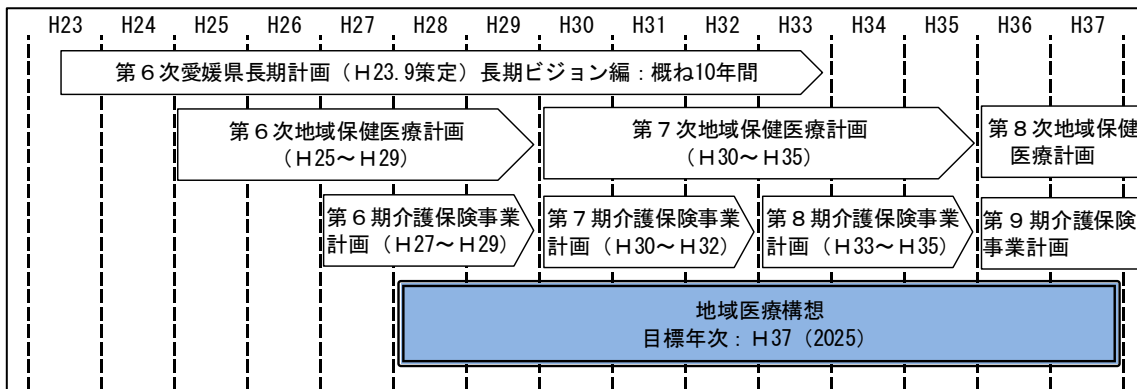 H23 H24 H25 H26 H27 H28 H29 H30 H31 H32 H33 H34 H35 H36 H37
第６次愛媛県長期計画（Ｈ23.9策定）長期ビジョン編：概ね10年間
第６次地域保健医療計画
（Ｈ25～Ｈ29）
第７次地域保健医療計画
（Ｈ30～Ｈ35）
第８次地域保健
医療計画
第６期介護保険事業
計画（Ｈ27～Ｈ29）
第７期介護保険事業
計画（Ｈ30～Ｈ32）
第８期介護保険事業
計画（Ｈ33～Ｈ35）
第９期介護保険
事業計画
地域医療構想
目標年次：Ｈ37（2025）